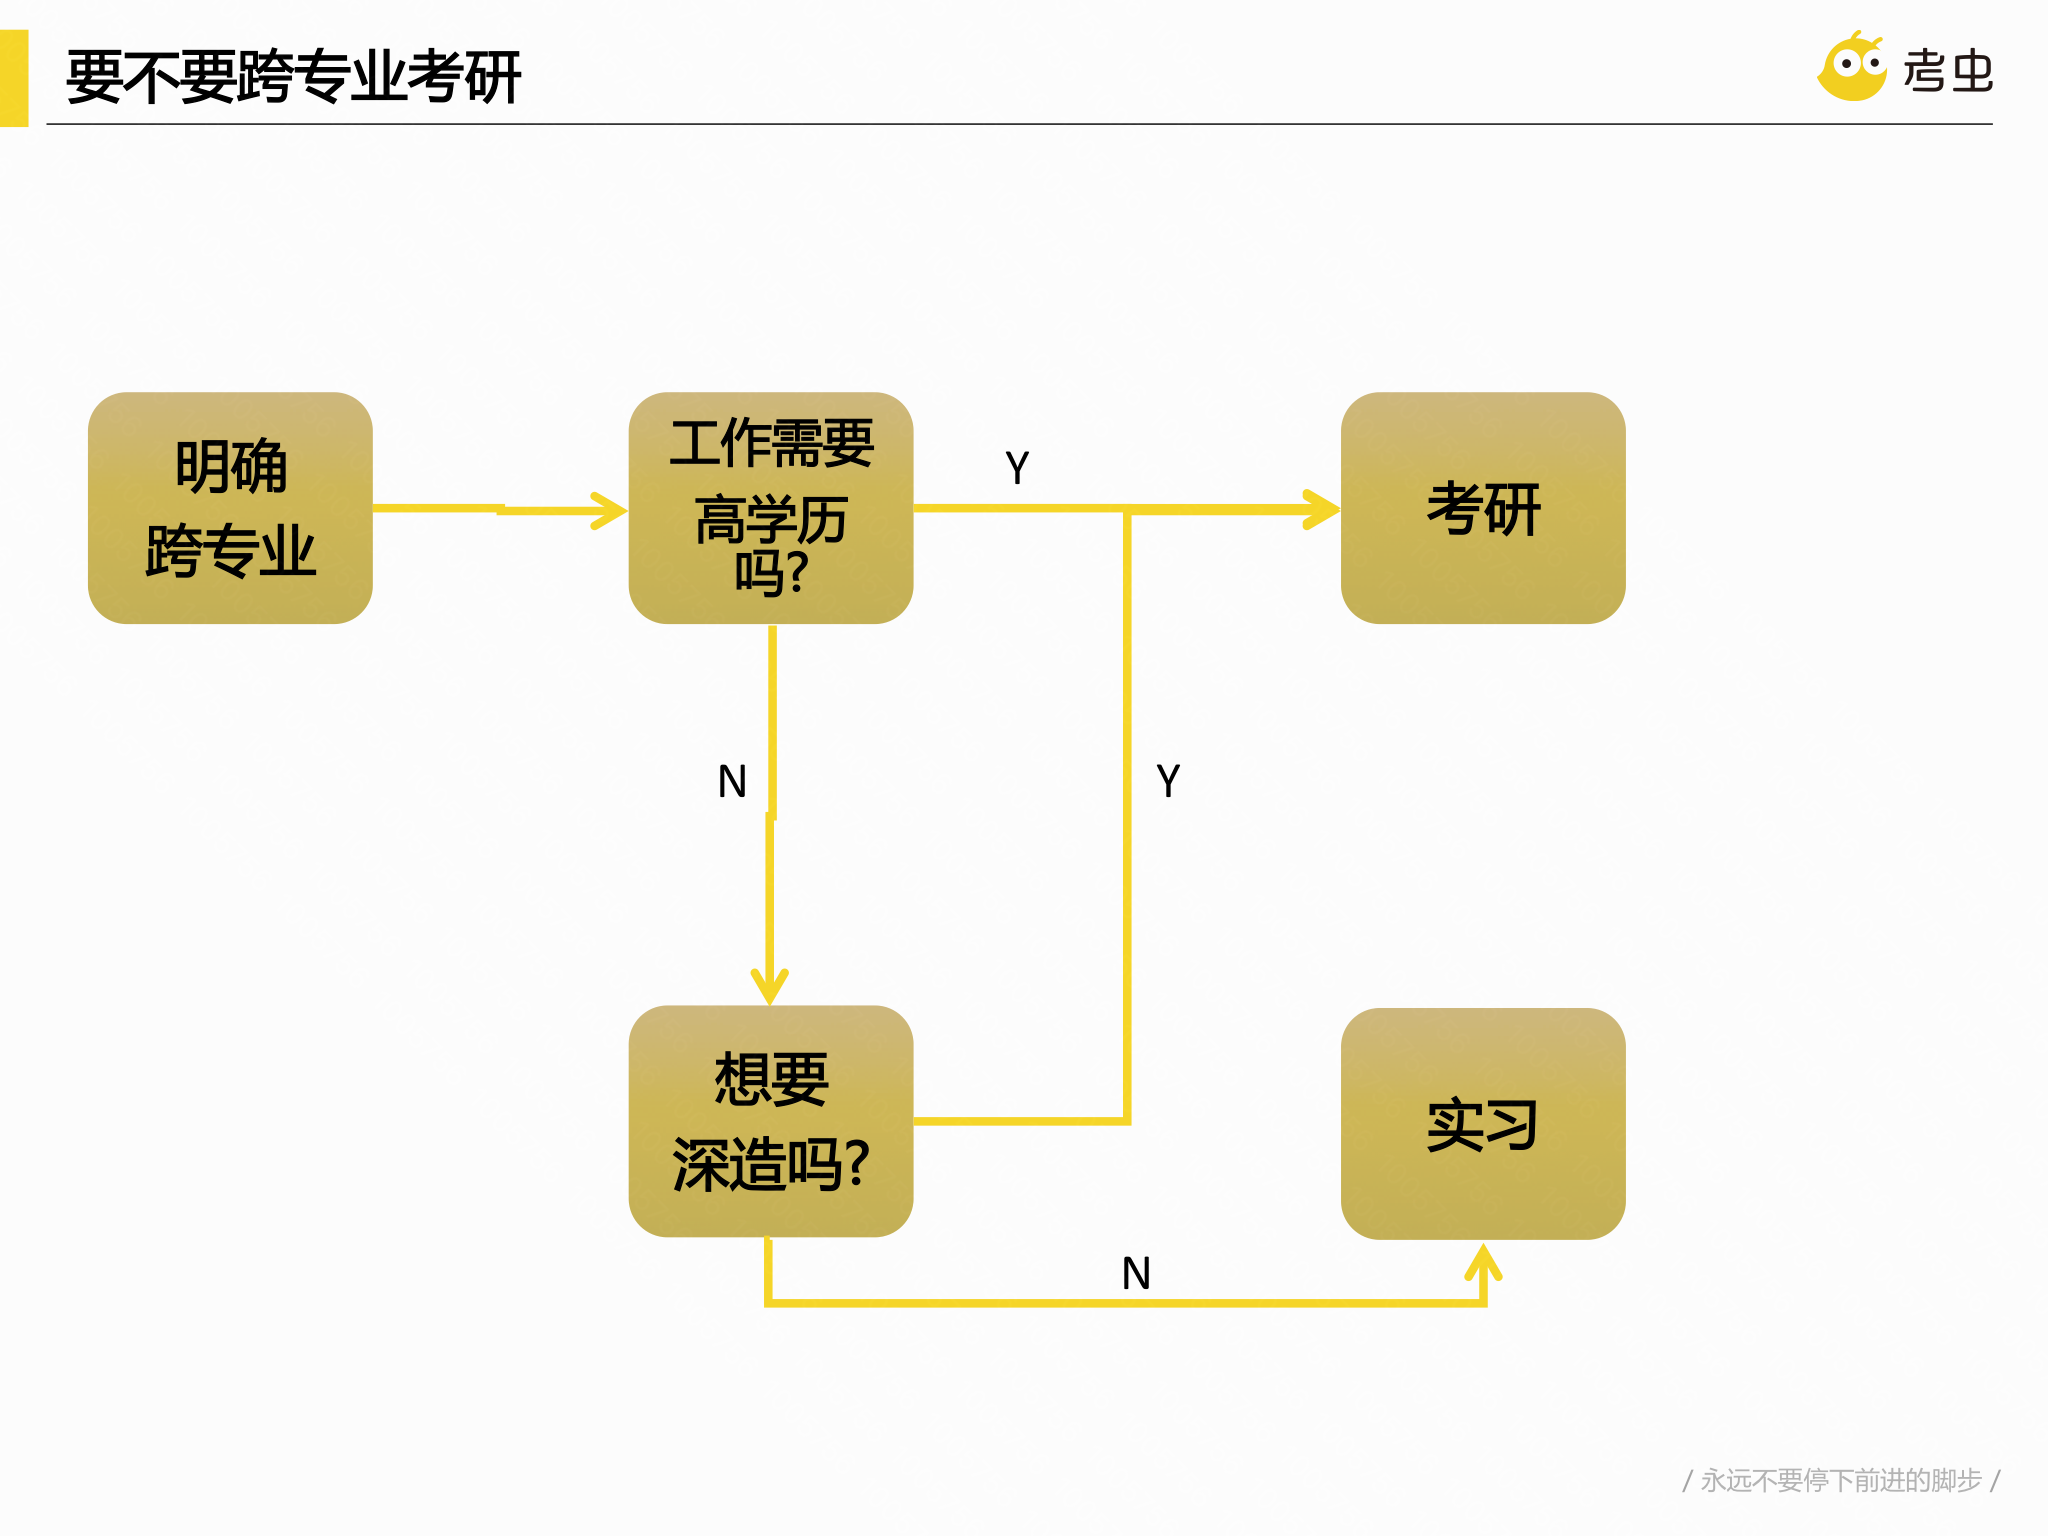 要不要跨专业考研
考虫
明确
跨专业
工作需要
高学历
吗?
Y
考研
N
Y
想要
深造吗?
实习
N
/ 永远不要停下前进的脚步 /